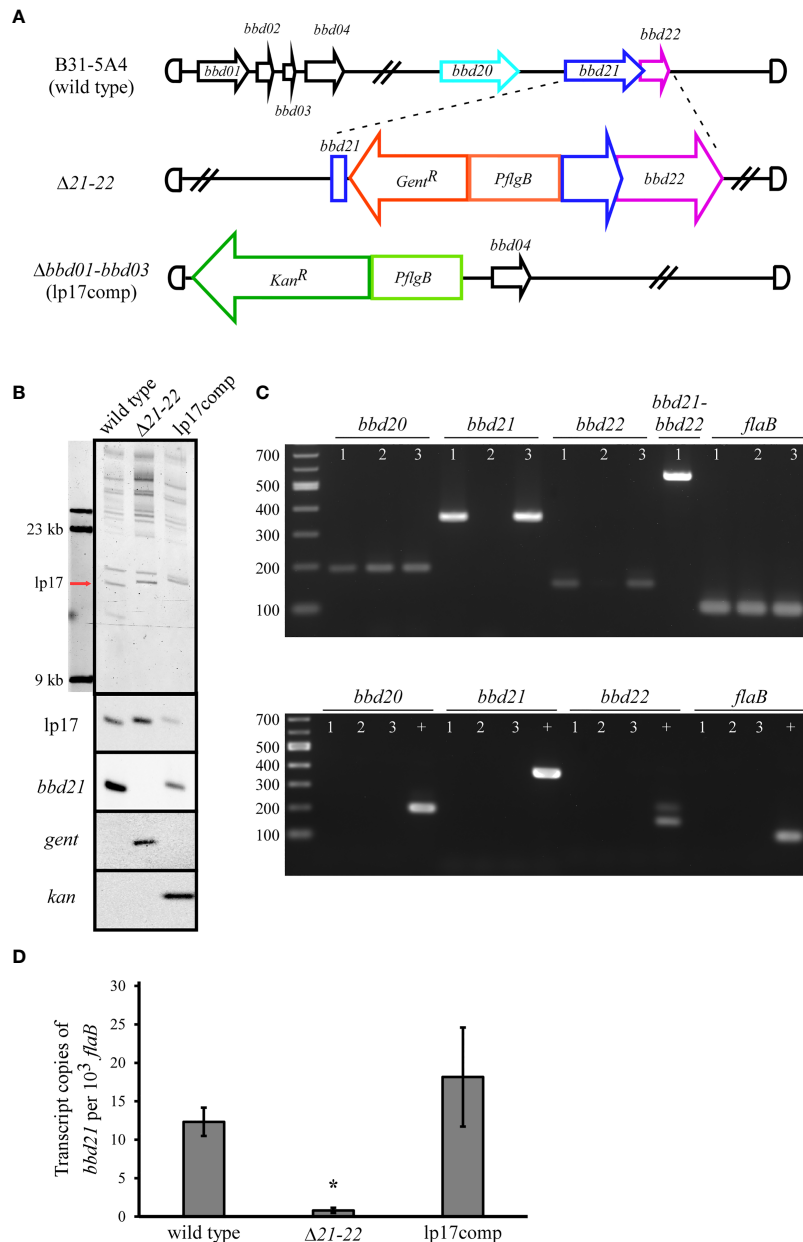 A
bbd02 bbd04 bbd22
B31-5A4
(wild type)
bbd01 bbd20 bbd21
bbd03
bbd21
Δ21-22
Gent^R PflgB bbd22
bbd04
Δbbd01-bbd03
(lp17comp)
Kan^R PflgB
B
wild type Δ21-22 lp17comp
23 kb
lp17
9 kb
lp17
bbd21
gent
kan
C
bbd20 bbd21 bbd22 bbd21-
bbd22 flaB
1 2 3 1 2 3 1 2 3 1 1 2 3
700
500
400
300
200
100
bbd20 bbd21 bbd22 flaB
1 2 3 + 1 2 3 + 1 2 3 + 1 2 3 +
700
500
400
300
200
100
D
Transcript copies of
bbd21 per 10³ flaB
30
25
20
15
10
5
0
*
wild type Δ21-22 lp17comp